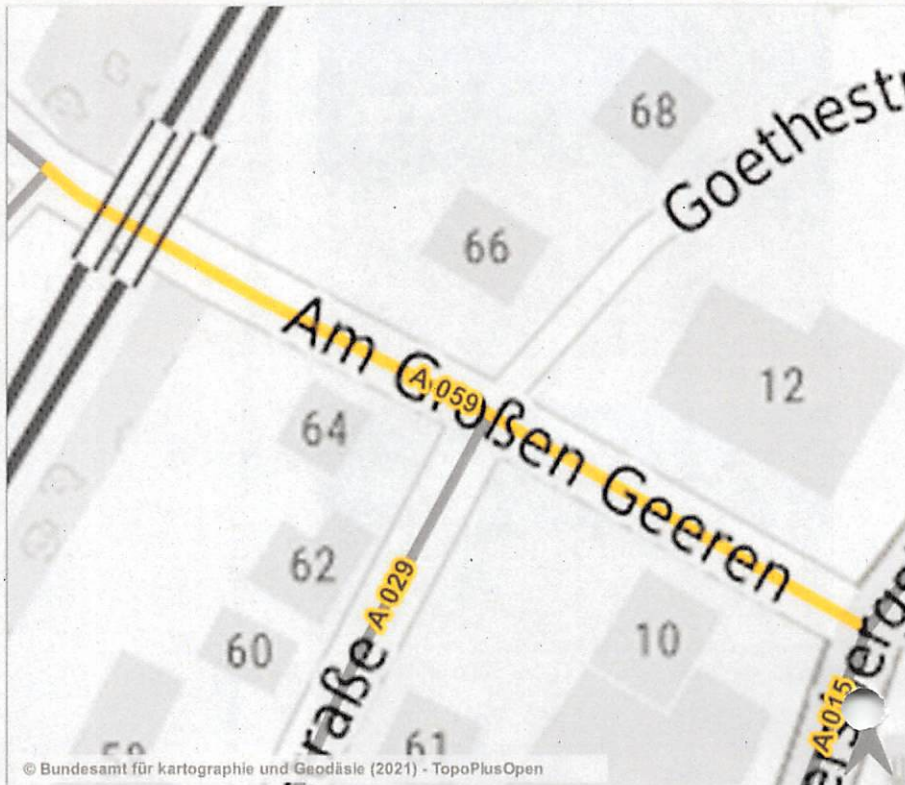 68
Goethestr
66
Am Großen Geeren
A 059
12
64
62
A 029
60
10
raße
61
A 015
© Bundesamt für kartographie und Geodäsie (2021) - TopoPlusOpen